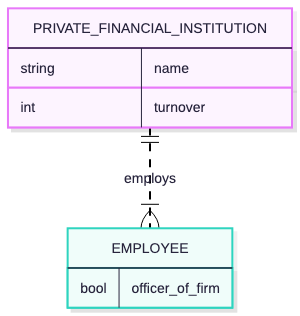 PRIVATE_FINANCIAL_INSTITUTION
string name
int turnover
employs
EMPLOYEE
bool officer_of_firm